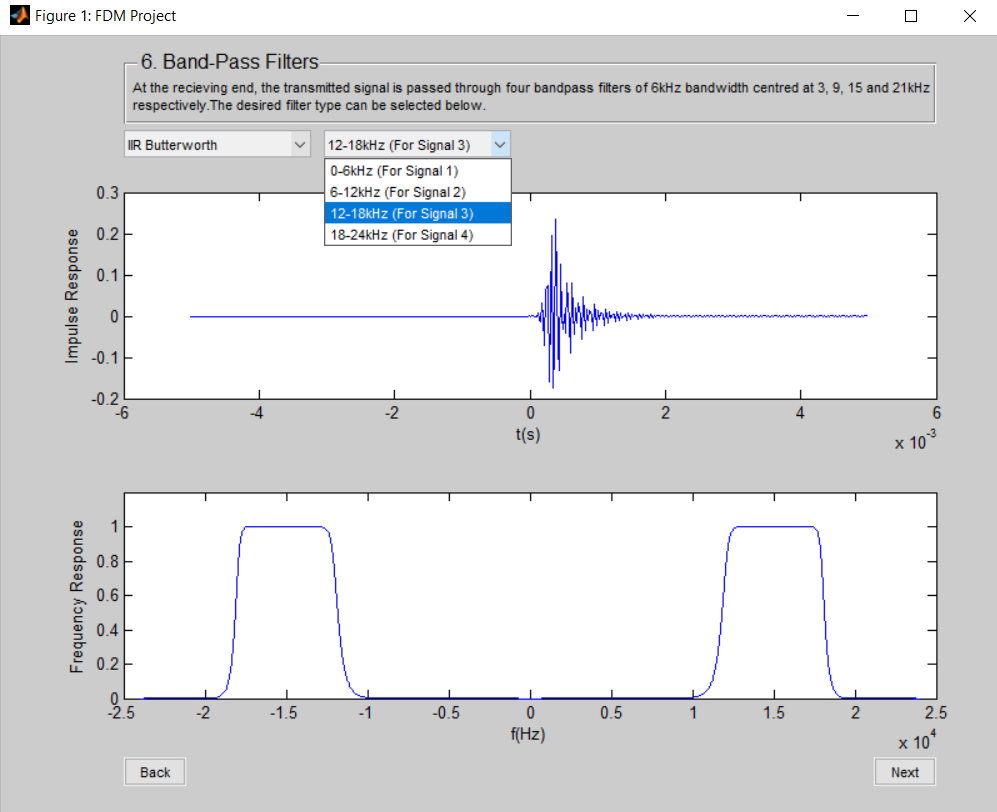 Figure 1: FDM Project
6. Band-Pass Filters
At the recieving end, the transmitted signal is passed through four bandpass filters of 6kHz bandwidth centred at 3, 9, 15 and 21kHz
respectively.The desired filter type can be selected below.
IIR Butterworth
12-18kHz (For Signal 3)
0-6kHz (For Signal 1)
6-12kHz (For Signal 2)
12-18kHz (For Signal 3)
18-24kHz (For Signal 4)
Impulse Response
0.3
0.2
0.1
0
-0.1
-0.2
-6 -4 -2 0 2 4 6
t(s)
x 10^-3
Frequency Response
1
0.8
0.6
0.4
0.2
0
-2.5 -2 -1.5 -1 -0.5 0 0.5 1 1.5 2 2.5
f(Hz)
x 10^4
Back
Next